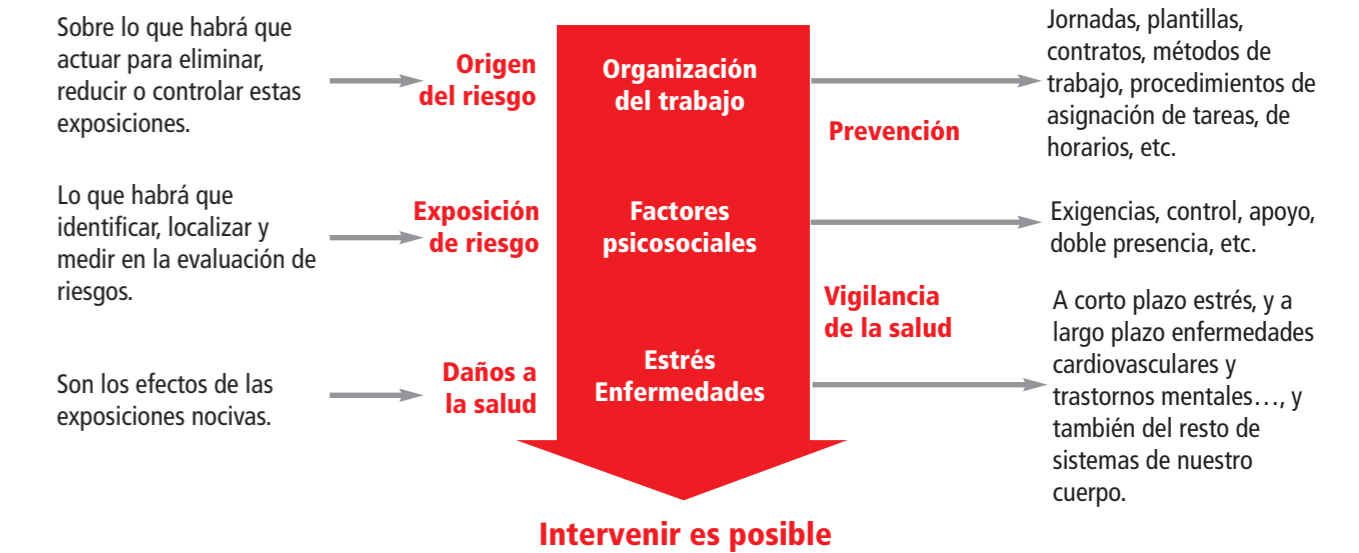 Sobre lo que habrá que
actuar para eliminar,
reducir o controlar estas
exposiciones.
Origen
del riesgo
Organización
del trabajo
Prevención
Jornadas, plantillas,
contratos, métodos de
trabajo, procedimientos de
asignación de tareas, de
horarios, etc.
Lo que habrá que
identificar, localizar y
medir en la evaluación de
riesgos.
Exposición
de riesgo
Factores
psicosociales
Exigencias, control, apoyo,
doble presencia, etc.
Vigilancia
de la salud
Son los efectos de las
exposiciones nocivas.
Daños a
la salud
Estrés
Enfermedades
A corto plazo estrés, y a
largo plazo enfermedades
cardiovasculares y
trastornos mentales…, y
también del resto de
sistemas de nuestro
cuerpo.
Intervenir es posible